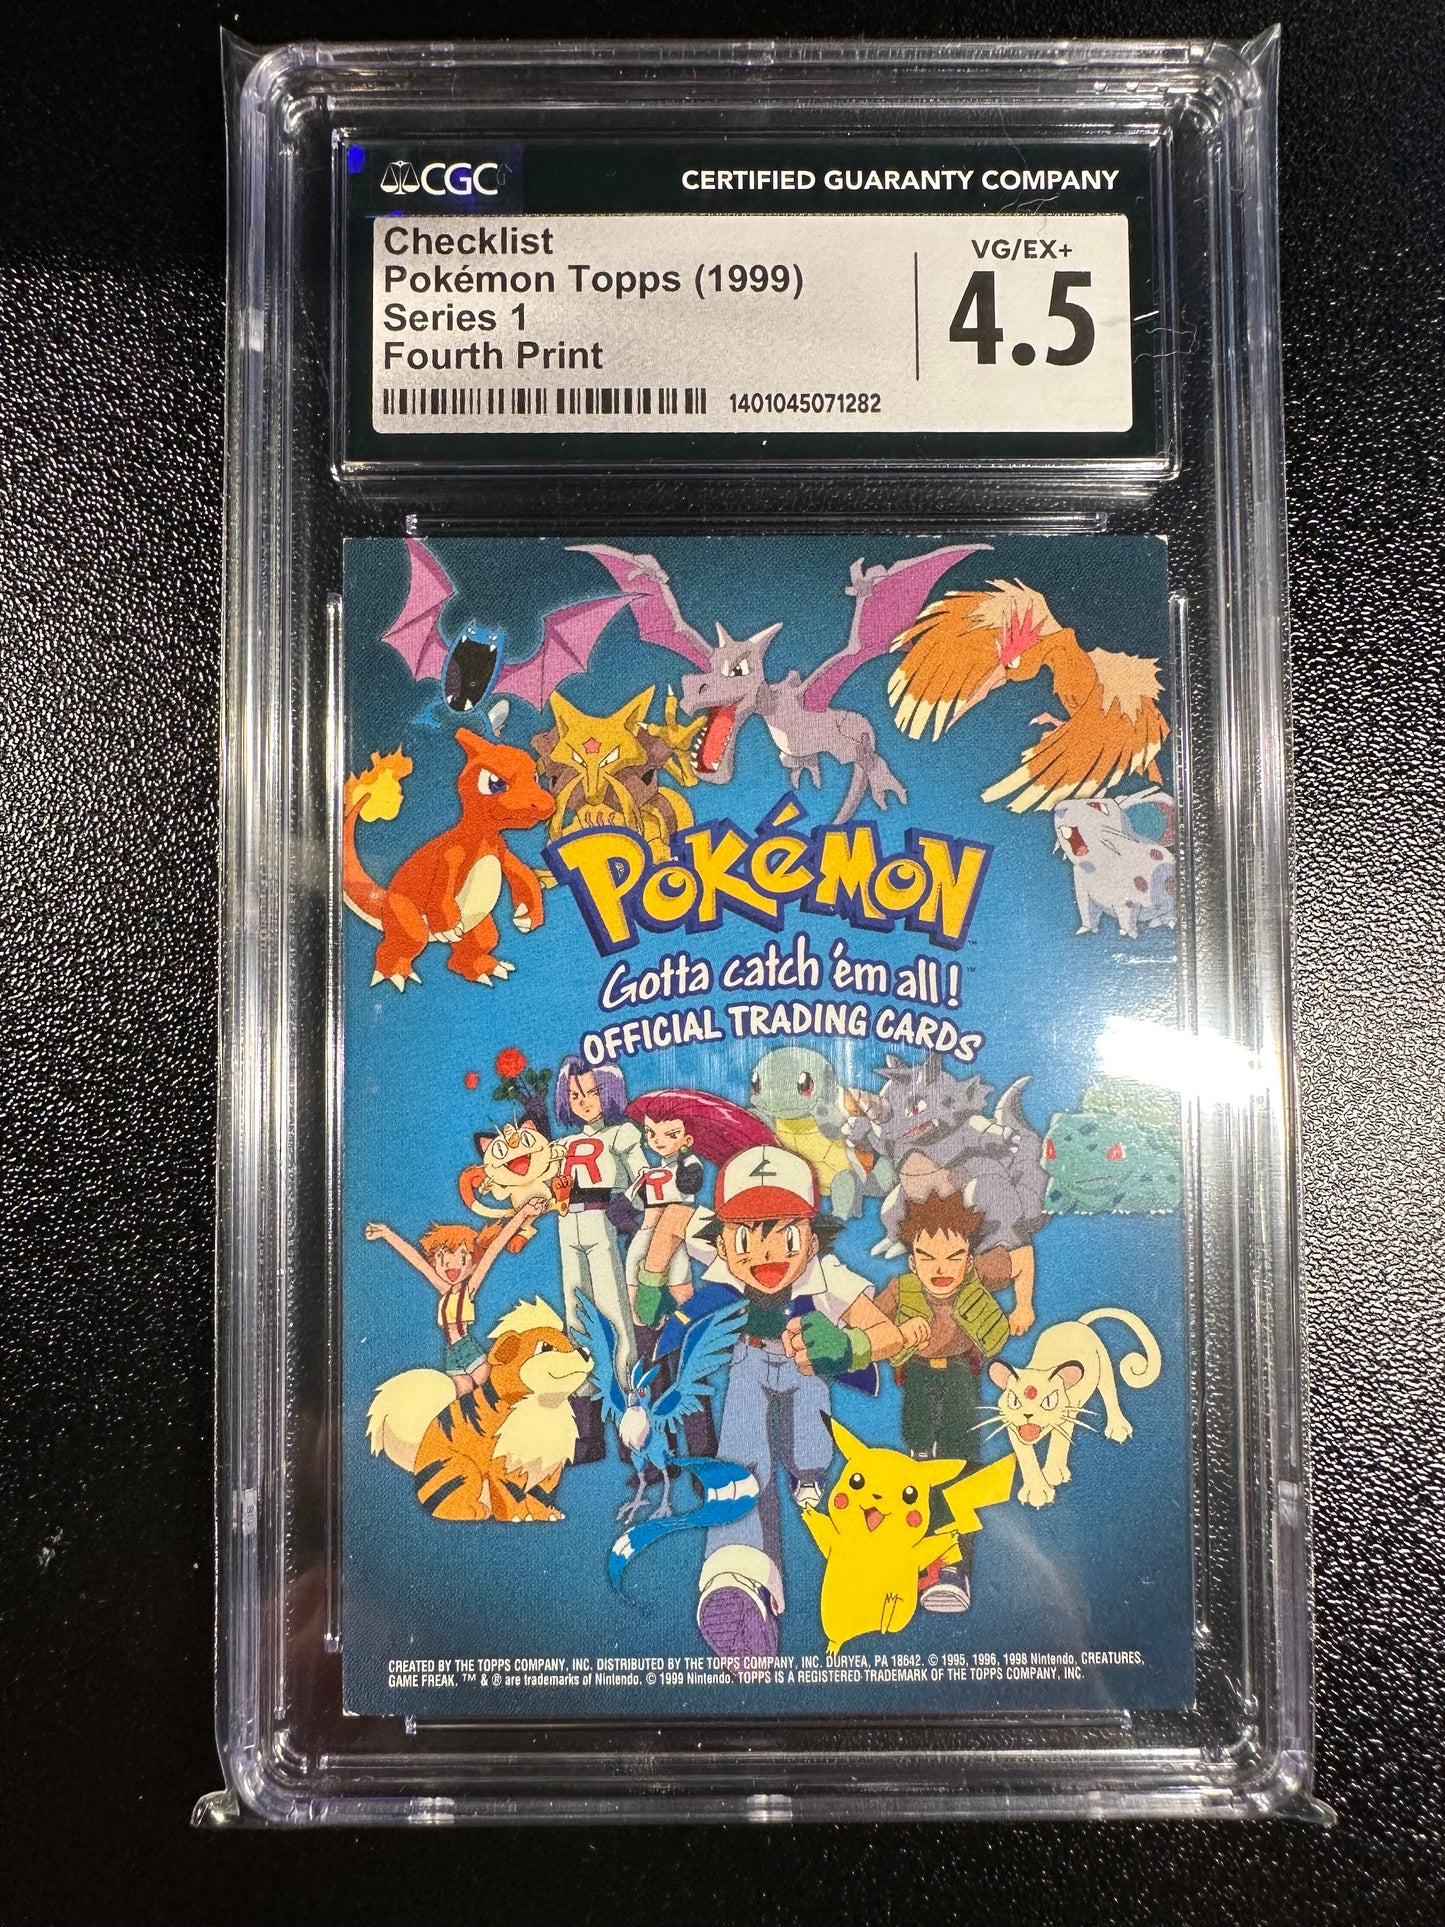 CGC
CERTIFIED GUARANTY COMPANY
Checklist
Pokémon Topps (1999)
Series 1
Fourth Print
1401045071282
VG/EX+
4.5
POKéMON™
Gotta catch 'em all!™
OFFICIAL TRADING CARDS
R
R
CREATED BY THE TOPPS COMPANY, INC. DISTRIBUTED BY THE TOPPS COMPANY, INC. DURYEA, PA 18642. © 1995, 1996, 1998 Nintendo, CREATURES,
GAME FREAK. ™ & ® are trademarks of Nintendo. © 1999 Nintendo. TOPPS IS A REGISTERED TRADEMARK OF THE TOPPS COMPANY, INC.